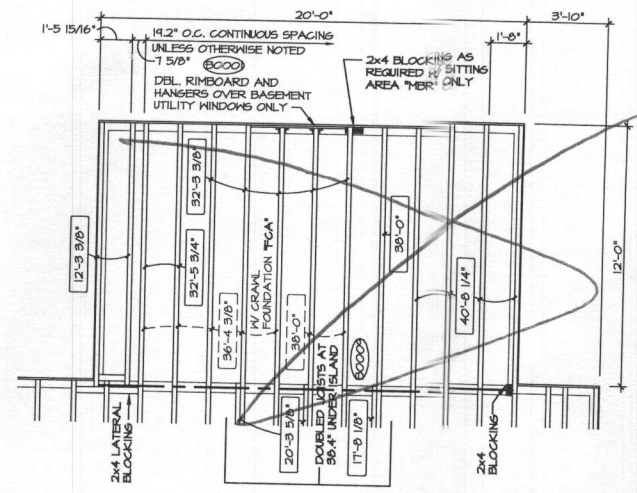 20'-0"
3'-10"
1'-5 15/16"
19.2" O.C. CONTINUOUS SPACING
UNLESS OTHERWISE NOTED
7 5/8"
B0001
1'-8"
DBL. RIMBOARD AND
HANGERS OVER BASEMENT
UTILITY WINDOWS ONLY
2x4 BLOCKING AS
REQUIRED W/ SITTING
AREA "MBR" ONLY
12'-3 3/8"
32'-3 3/8"
32'-5 3/4"
36'-4 3/8"
W/ CRAWL
FOUNDATION "FCA"
38'-0"
38'-0"
40'-8 1/4"
12'-0"
2x4 LATERAL
BLOCKING
20'-3 5/8"
DOUBLED JOISTS AT
38.4" UNDER ISLAND
B0009
17'-8 1/8"
2x4
BLOCKING